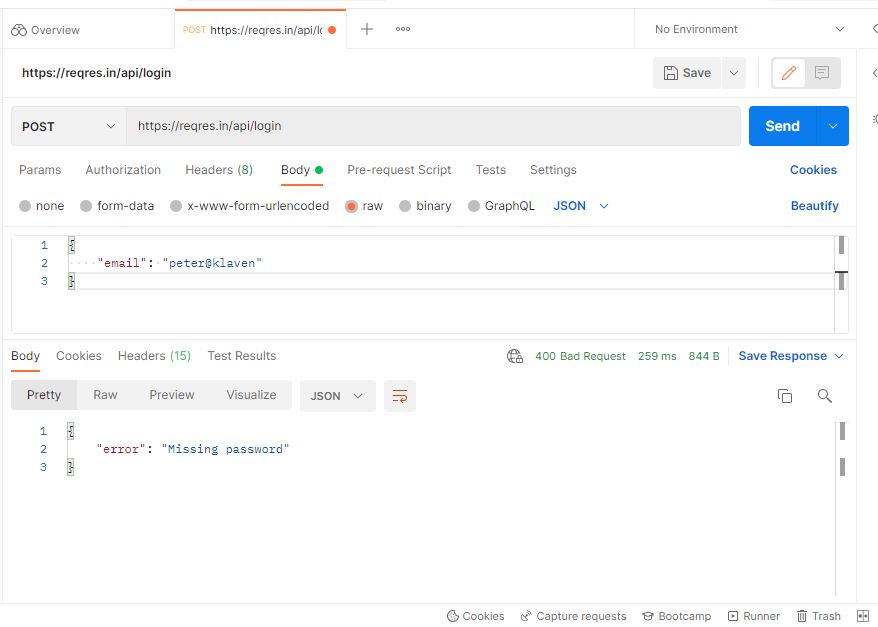 Overview
POST https://reqres.in/api/l
No Environment
https://reqres.in/api/login
Save
POST
https://reqres.in/api/login
Send
Params Authorization Headers (8) Body Pre-request Script Tests Settings Cookies
none form-data x-www-form-urlencoded raw binary GraphQL JSON Beautify
1 {
2 ····"email":·"peter@klaven"
3 }
Body Cookies Headers (15) Test Results 400 Bad Request 259 ms 844 B Save Response
Pretty Raw Preview Visualize JSON
1 {
2 "error": "Missing password"
3 }
Cookies Capture requests Bootcamp Runner Trash